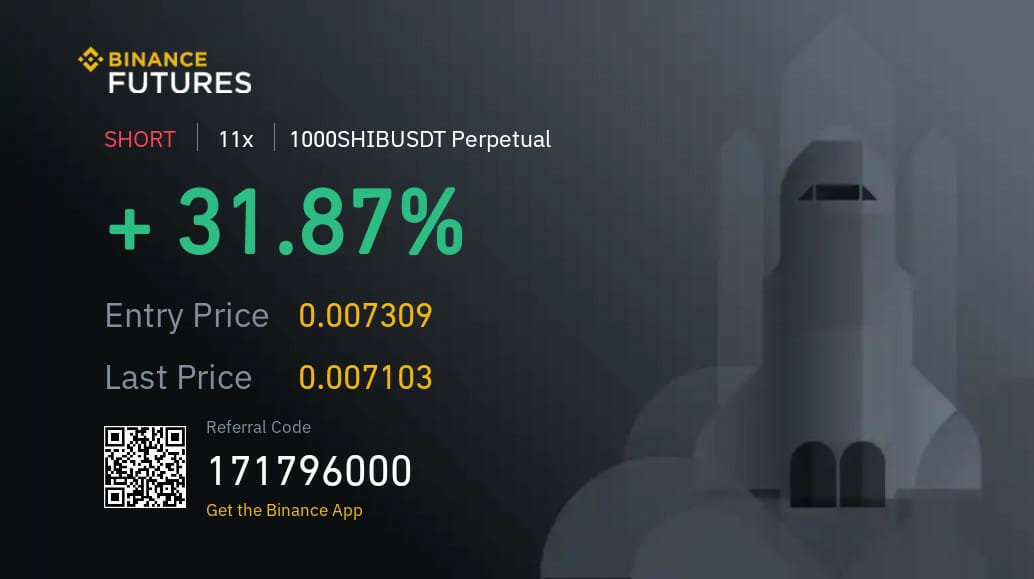 BINANCE
FUTURES
SHORT | 11x | 1000SHIBUSDT Perpetual
+ 31.87%
Entry Price 0.007309
Last Price 0.007103
Referral Code
171796000
Get the Binance App